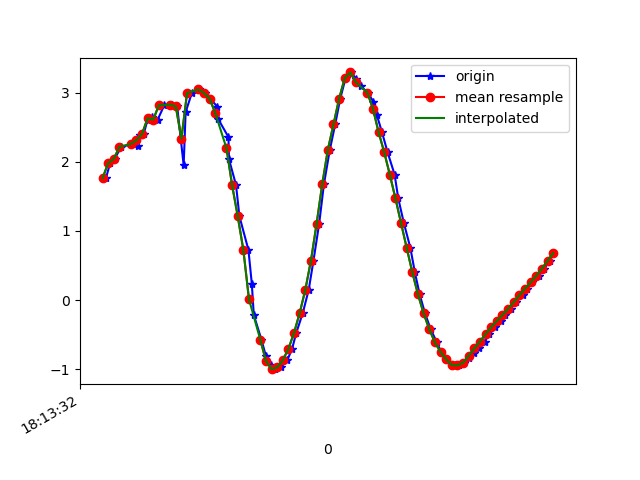 origin
mean resample
interpolated
3
2
1
0
−1
18:13:32
0